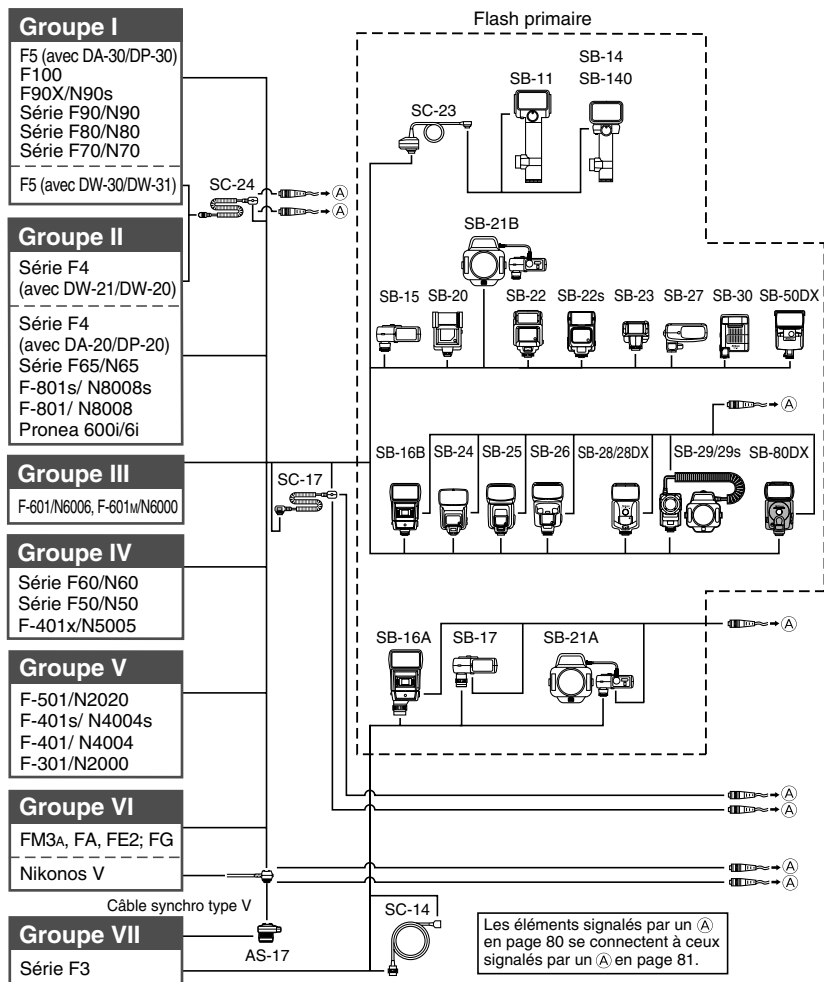 Groupe I
F5 (avec DA-30/DP-30)
F100
F90X/N90s
Série F90/N90
Série F80/N80
Série F70/N70
F5 (avec DW-30/DW-31)
Groupe II
Série F4
(avec DW-21/DW-20)
Série F4
(avec DA-20/DP-20)
Série F65/N65
F-801s/ N8008s
F-801/ N8008
Pronea 600i/6i
Groupe III
F-601/N6006, F-601M/N6000
Groupe IV
Série F60/N60
Série F50/N50
F-401x/N5005
Groupe V
F-501/N2020
F-401s/ N4004s
F-401/ N4004
F-301/N2000
Groupe VI
FM3A, FA, FE2; FG
Nikonos V
Câble synchro type V
Groupe VII
Série F3
AS-17
SC-24
A
A
SC-17
SC-14
Flash primaire
SC-23
SB-11
SB-14
SB-140
SB-21B
SB-15 SB-20 SB-22 SB-22s SB-23 SB-27 SB-30 SB-50DX
A
SB-16B SB-24 SB-25 SB-26 SB-28/28DX SB-29/29s SB-80DX
A
SB-16A SB-17 SB-21A
A
A
A
A
Les éléments signalés par un Ⓐ
en page 80 se connectent à ceux
signalés par un Ⓐ en page 81.